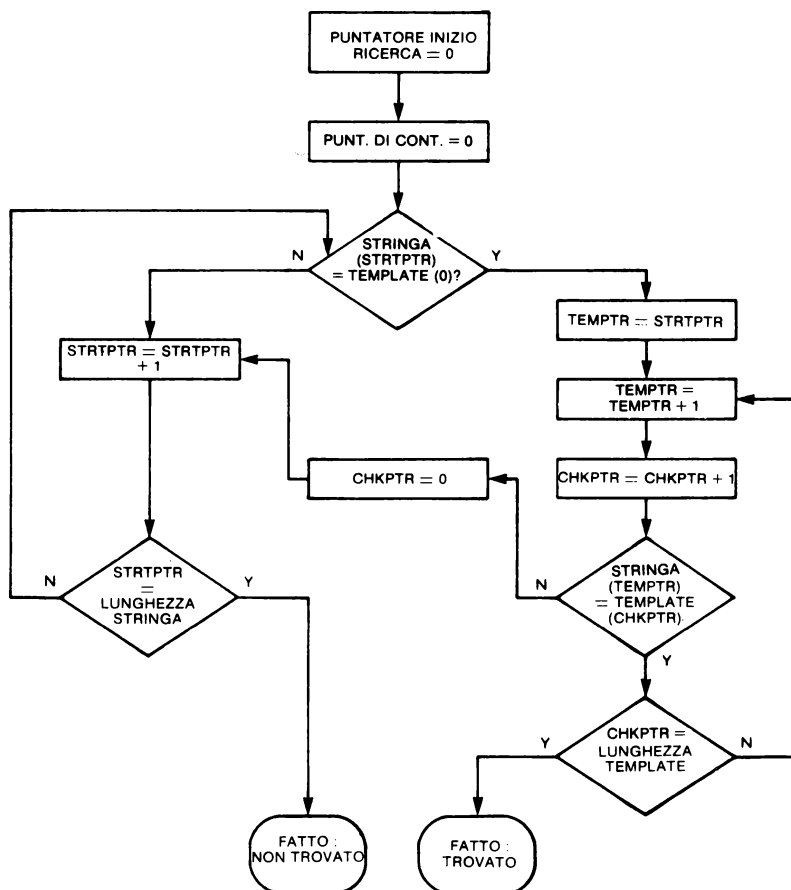 PUNTATORE INIZIO
RICERCA = 0
PUNT. DI CONT. = 0
STRINGA
(STRTPTR)
= TEMPLATE (0)?
N
Y
TEMPTR = STRTPTR
STRTPTR = STRTPTR
+ 1
TEMPTR =
TEMPTR + 1
CHKPTR = 0
CHKPTR = CHKPTR + 1
STRTPTR
=
LUNGHEZZA
STRINGA
N
Y
STRINGA
(TEMPTR)
= TEMPLATE
(CHKPTR)
N
Y
CHKPTR =
LUNGHEZZA
TEMPLATE
Y
N
FATTO :
NON TROVATO
FATTO :
TROVATO